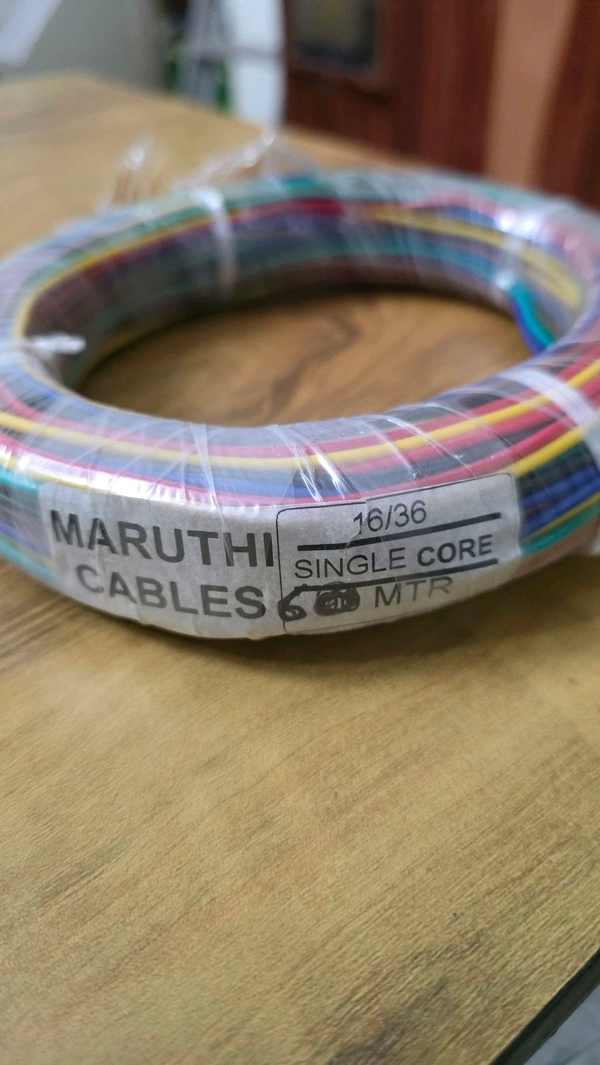 MARUTHI
CABLES
16/36
SINGLE CORE
MTR